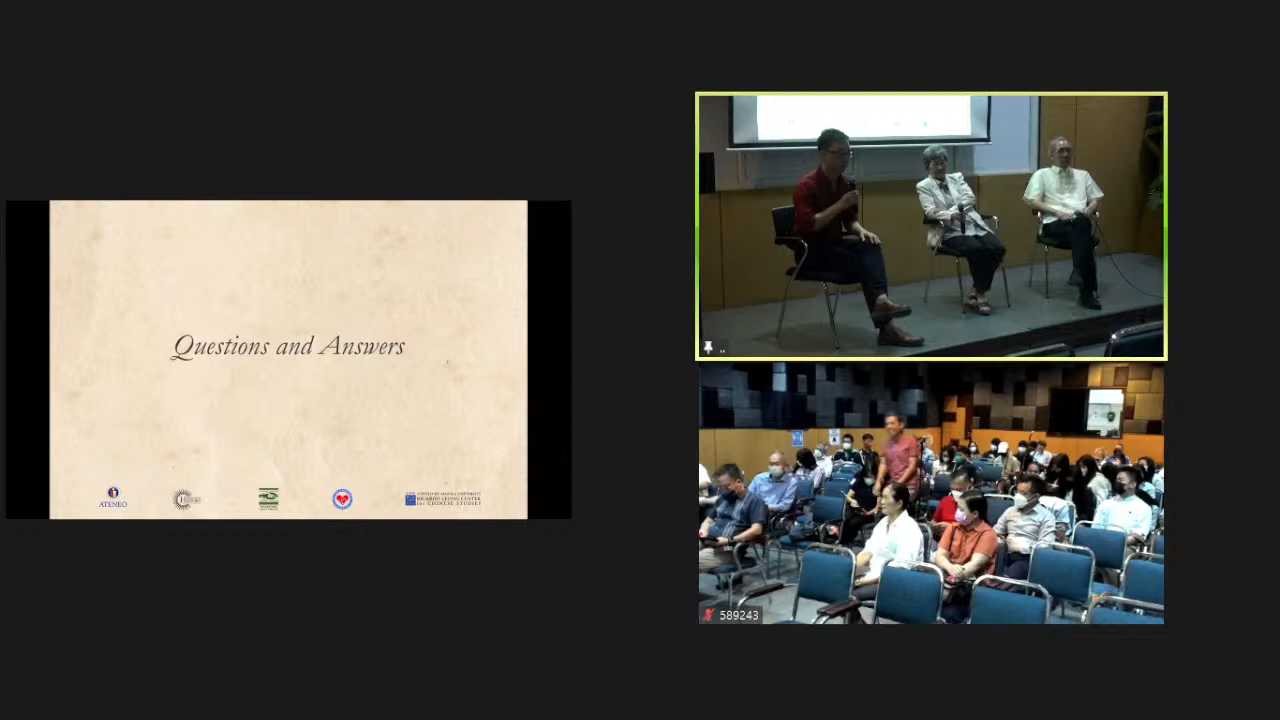 Questions and Answers
ATENEO
ATENEO DE MANILA UNIVERSITY
RICARDO LEONG CENTER
for CHINESE STUDIES
589243